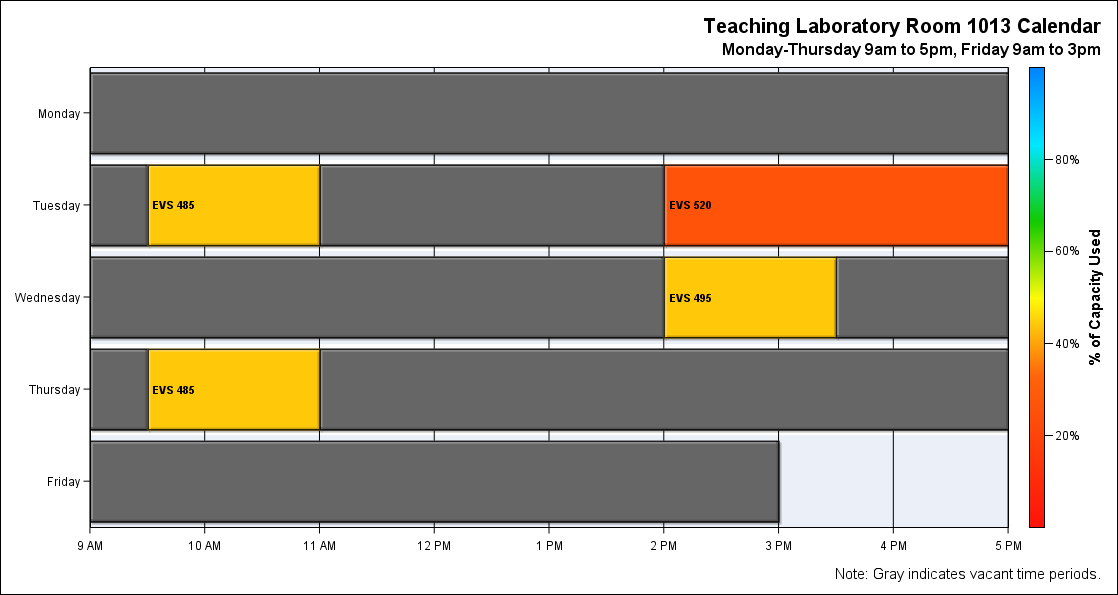 Teaching Laboratory Room 1013 Calendar
Monday-Thursday 9am to 5pm, Friday 9am to 3pm
Monday
Tuesday
EVS 485
EVS 520
Wednesday
EVS 495
Thursday
EVS 485
Friday
9 AM
10 AM
11 AM
12 PM
1 PM
2 PM
3 PM
4 PM
5 PM
80%
60%
40%
20%
% of Capacity Used
Note: Gray indicates vacant time periods.